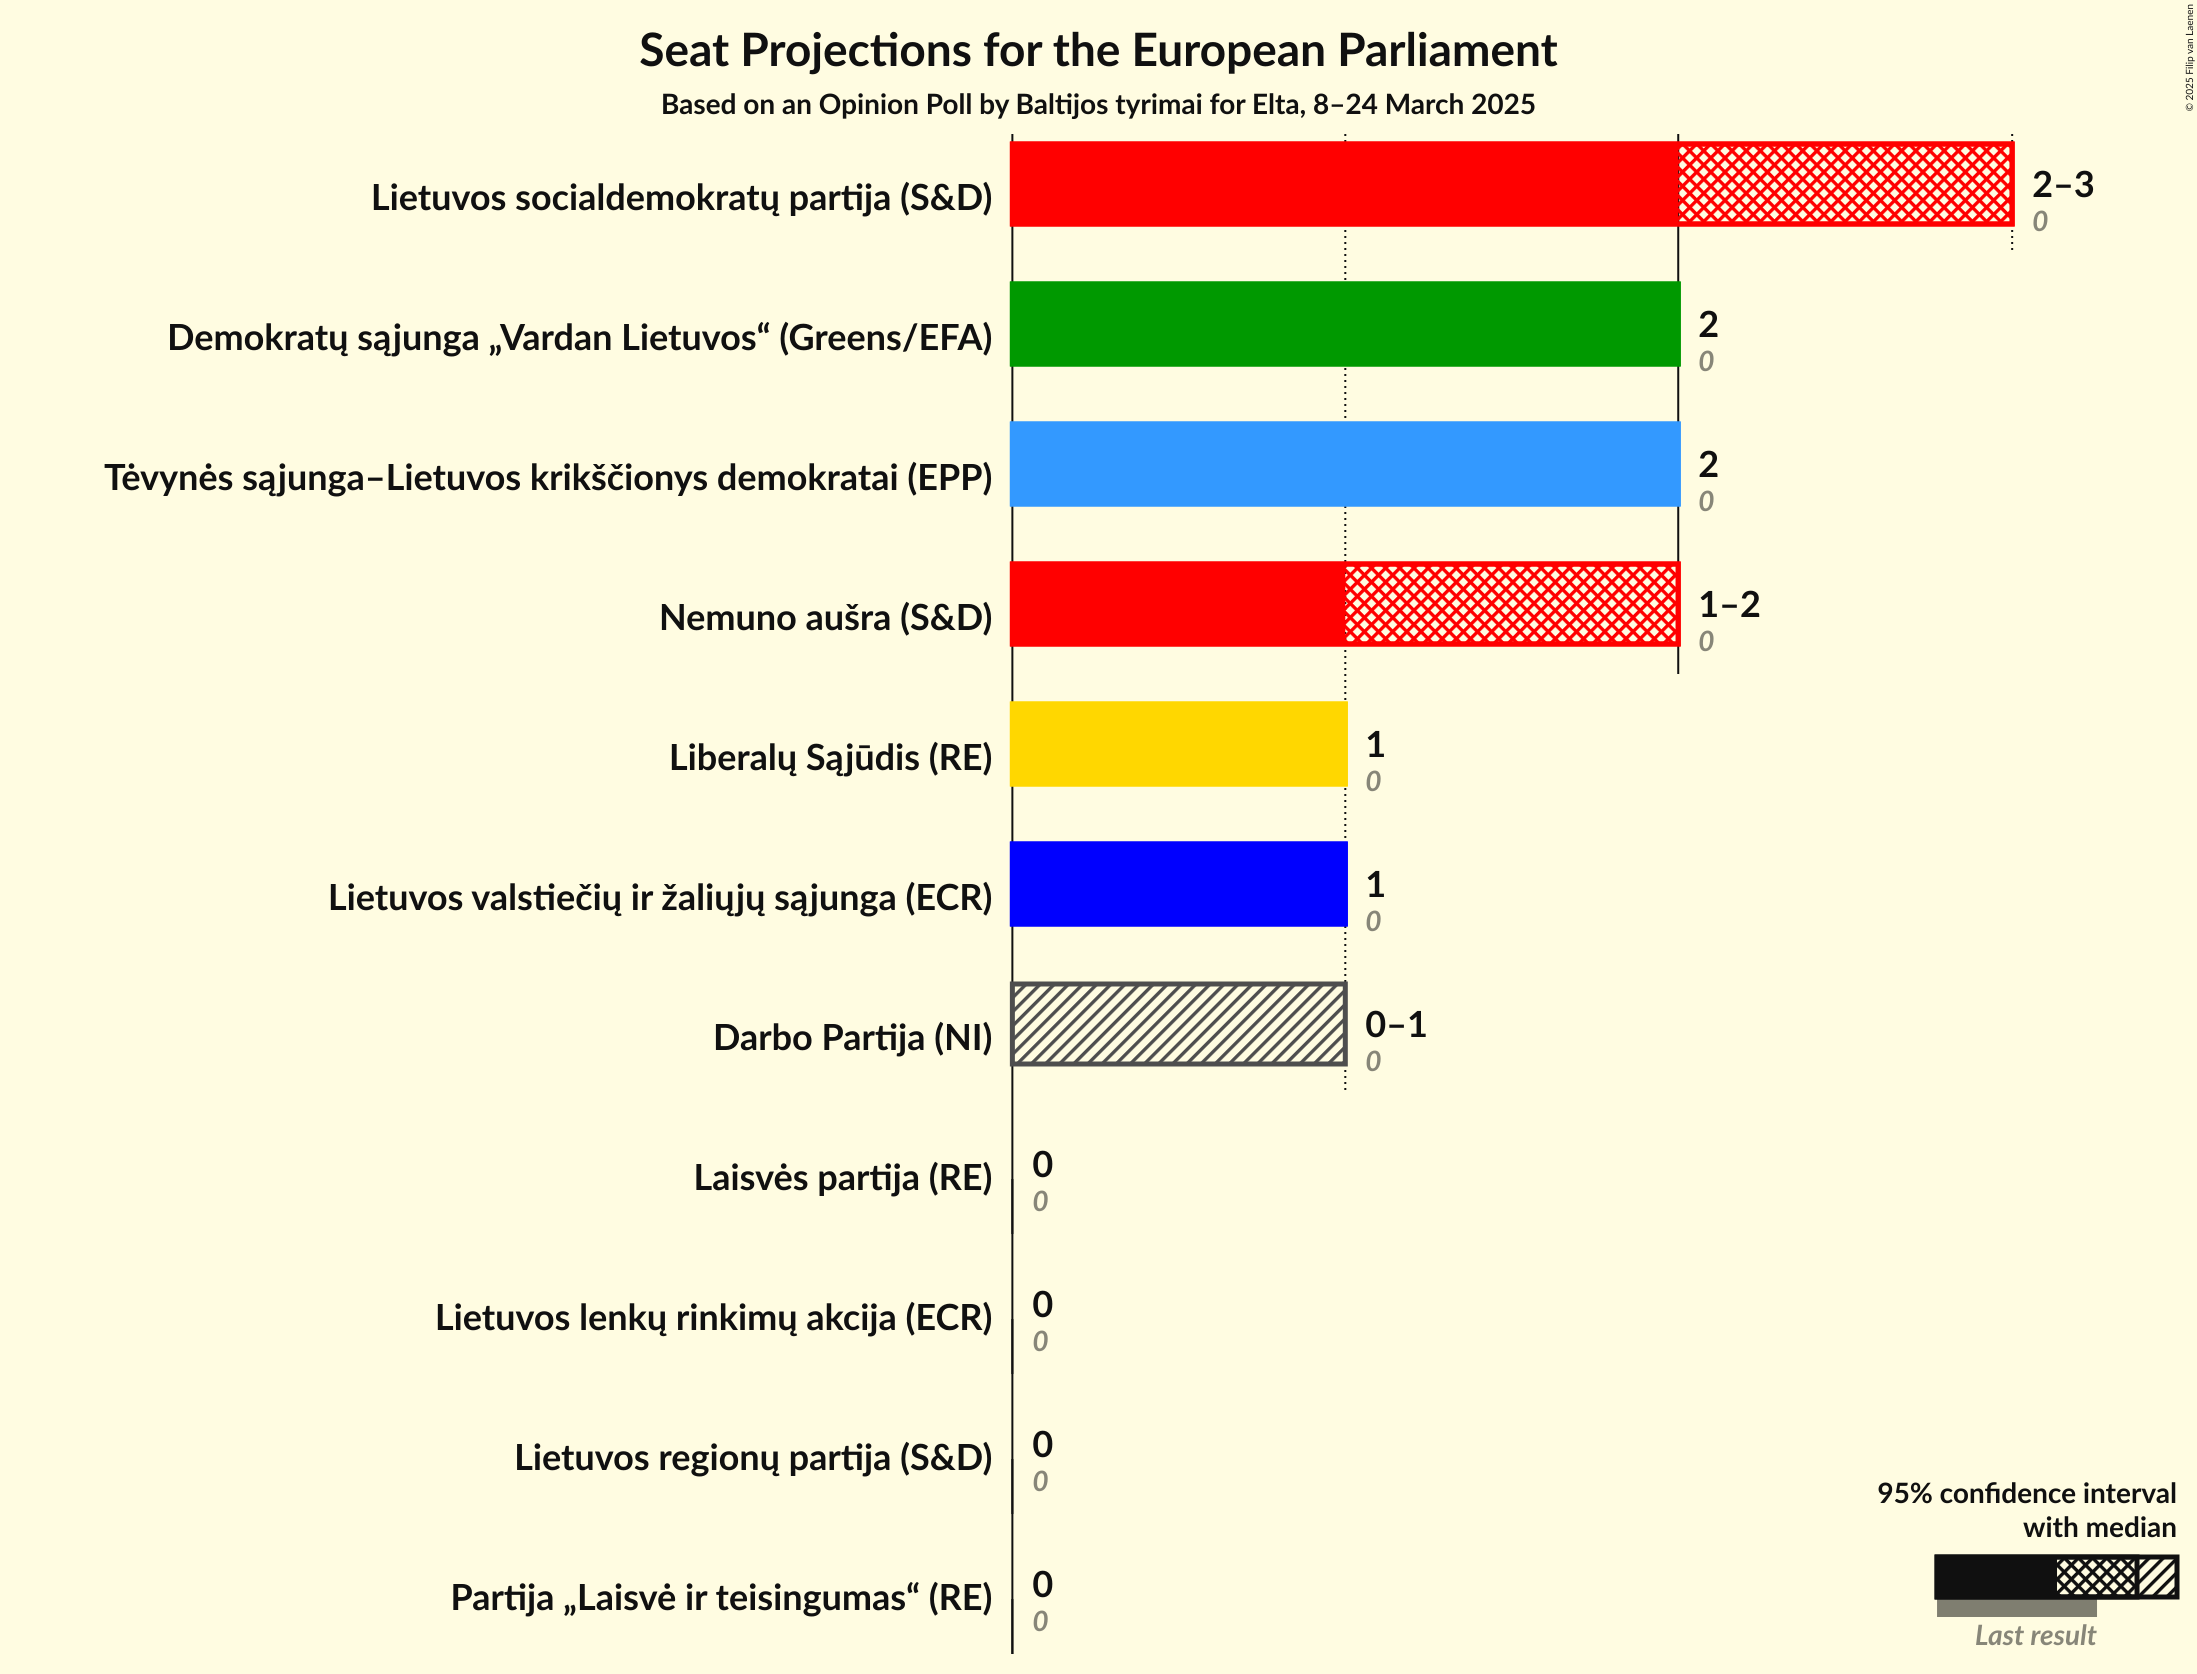 © 2025 Filip van Laenen
Seat Projections for the European Parliament
Based on an Opinion Poll by Baltijos tyrimai for Elta, 8–24 March 2025
Lietuvos socialdemokratų partija (S&D)
2–3
0
Demokratų sąjunga „Vardan Lietuvos“ (Greens/EFA)
2
0
Tėvynės sąjunga–Lietuvos krikščionys demokratai (EPP)
2
0
Nemuno aušra (S&D)
1–2
0
Liberalų Sąjūdis (RE)
1
0
Lietuvos valstiečių ir žaliųjų sąjunga (ECR)
1
0
Darbo Partija (NI)
0–1
0
Laisvės partija (RE)
0
0
Lietuvos lenkų rinkimų akcija (ECR)
0
0
Lietuvos regionų partija (S&D)
0
0
Partija „Laisvė ir teisingumas“ (RE)
0
0
95% confidence interval
with median
Last result